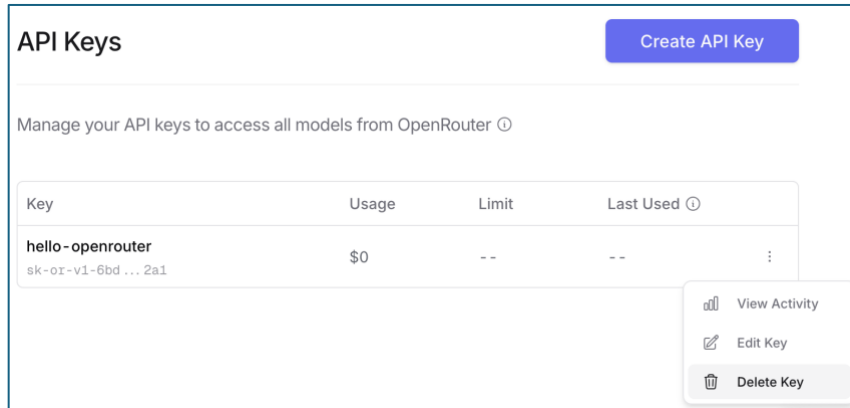 API Keys
Create API Key
Manage your API keys to access all models from OpenRouter
Key Usage Limit Last Used
hello-openrouter
sk-or-v1-6bd...2a1
$0 -- --
View Activity
Edit Key
Delete Key